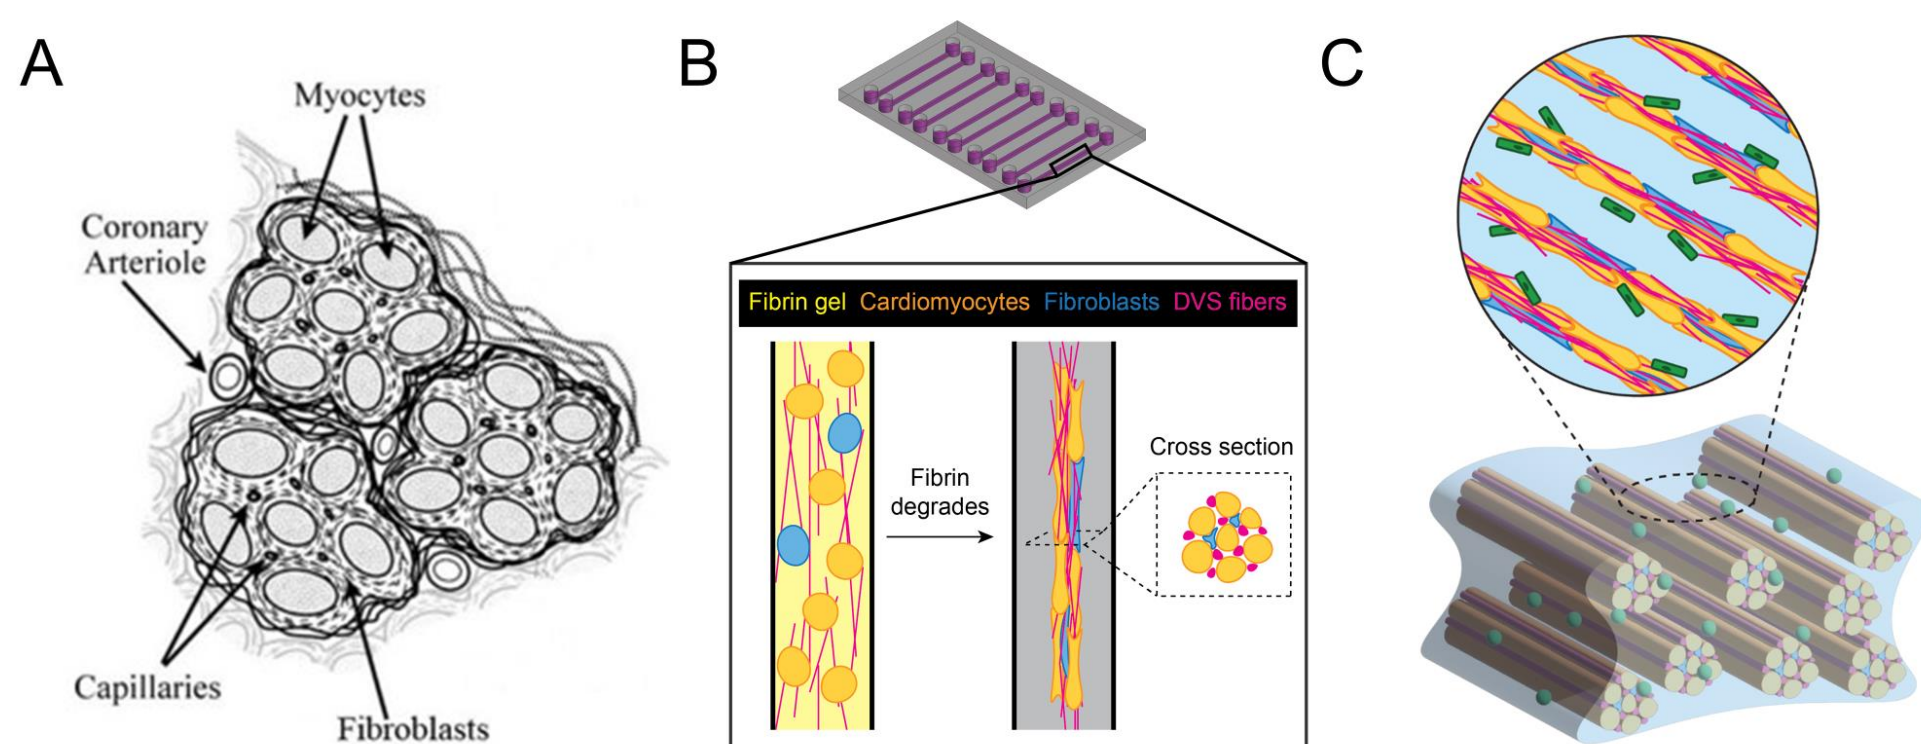 A
Myocytes
Coronary
Arteriole
Capillaries
Fibroblasts
B
Fibrin gel Cardiomyocytes Fibroblasts DVS fibers
Fibrin
degrades
Cross section
C